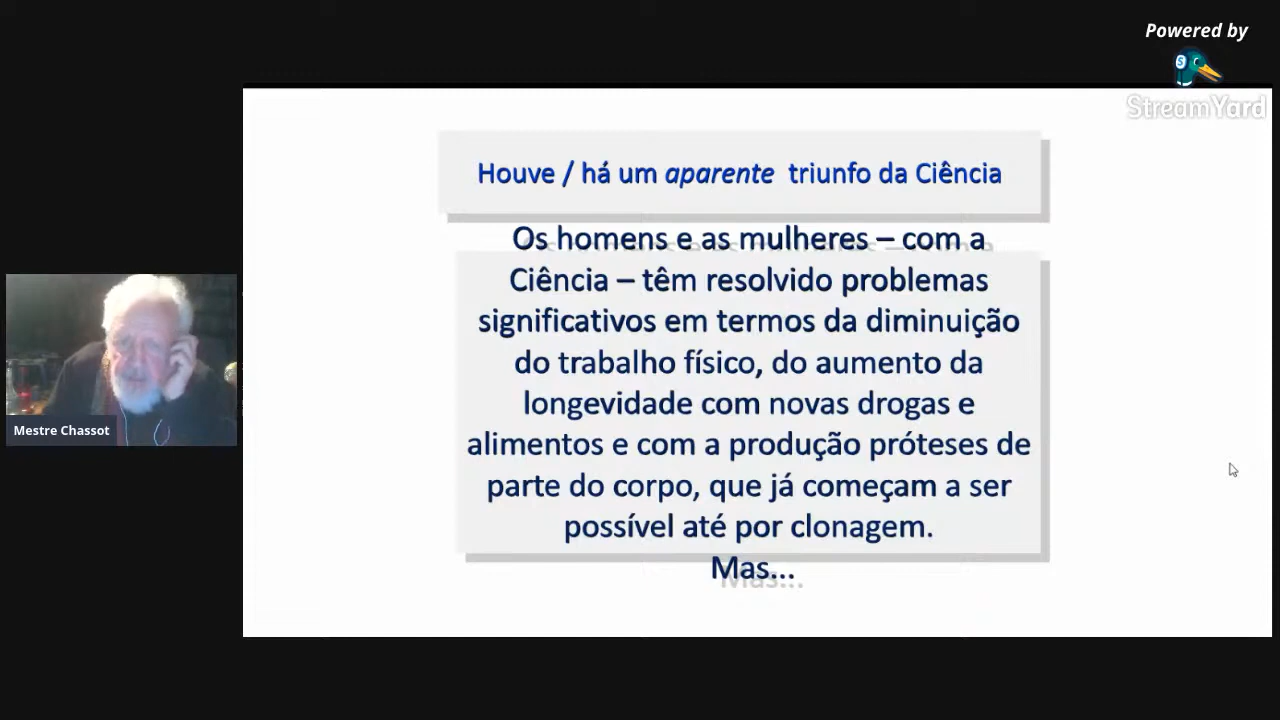 Powered by
StreamYard
Houve / há um aparente triunfo da Ciência
Os homens e as mulheres – com a
Ciência – têm resolvido problemas
significativos em termos da diminuição
do trabalho físico, do aumento da
longevidade com novas drogas e
alimentos e com a produção próteses de
parte do corpo, que já começam a ser
possível até por clonagem.
Mas...
Mestre Chassot